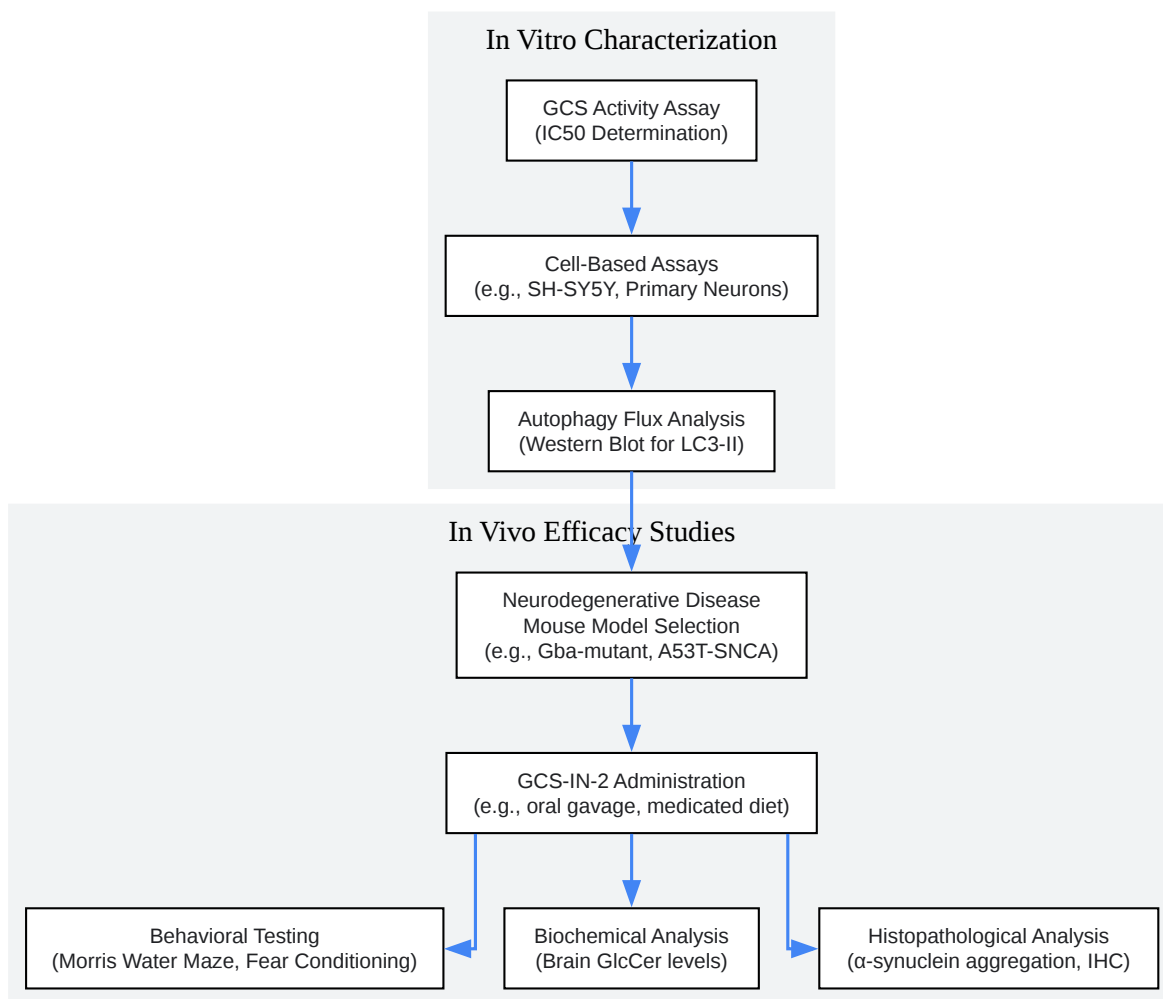 In Vitro Characterization
GCS Activity Assay
(IC50 Determination)
Cell-Based Assays
(e.g., SH-SY5Y, Primary Neurons)
Autophagy Flux Analysis
(Western Blot for LC3-II)
In Vivo Efficacy Studies
Neurodegenerative Disease
Mouse Model Selection
(e.g., Gba-mutant, A53T-SNCA)
GCS-IN-2 Administration
(e.g., oral gavage, medicated diet)
Behavioral Testing
(Morris Water Maze, Fear Conditioning)
Biochemical Analysis
(Brain GlcCer levels)
Histopathological Analysis
(α-synuclein aggregation, IHC)